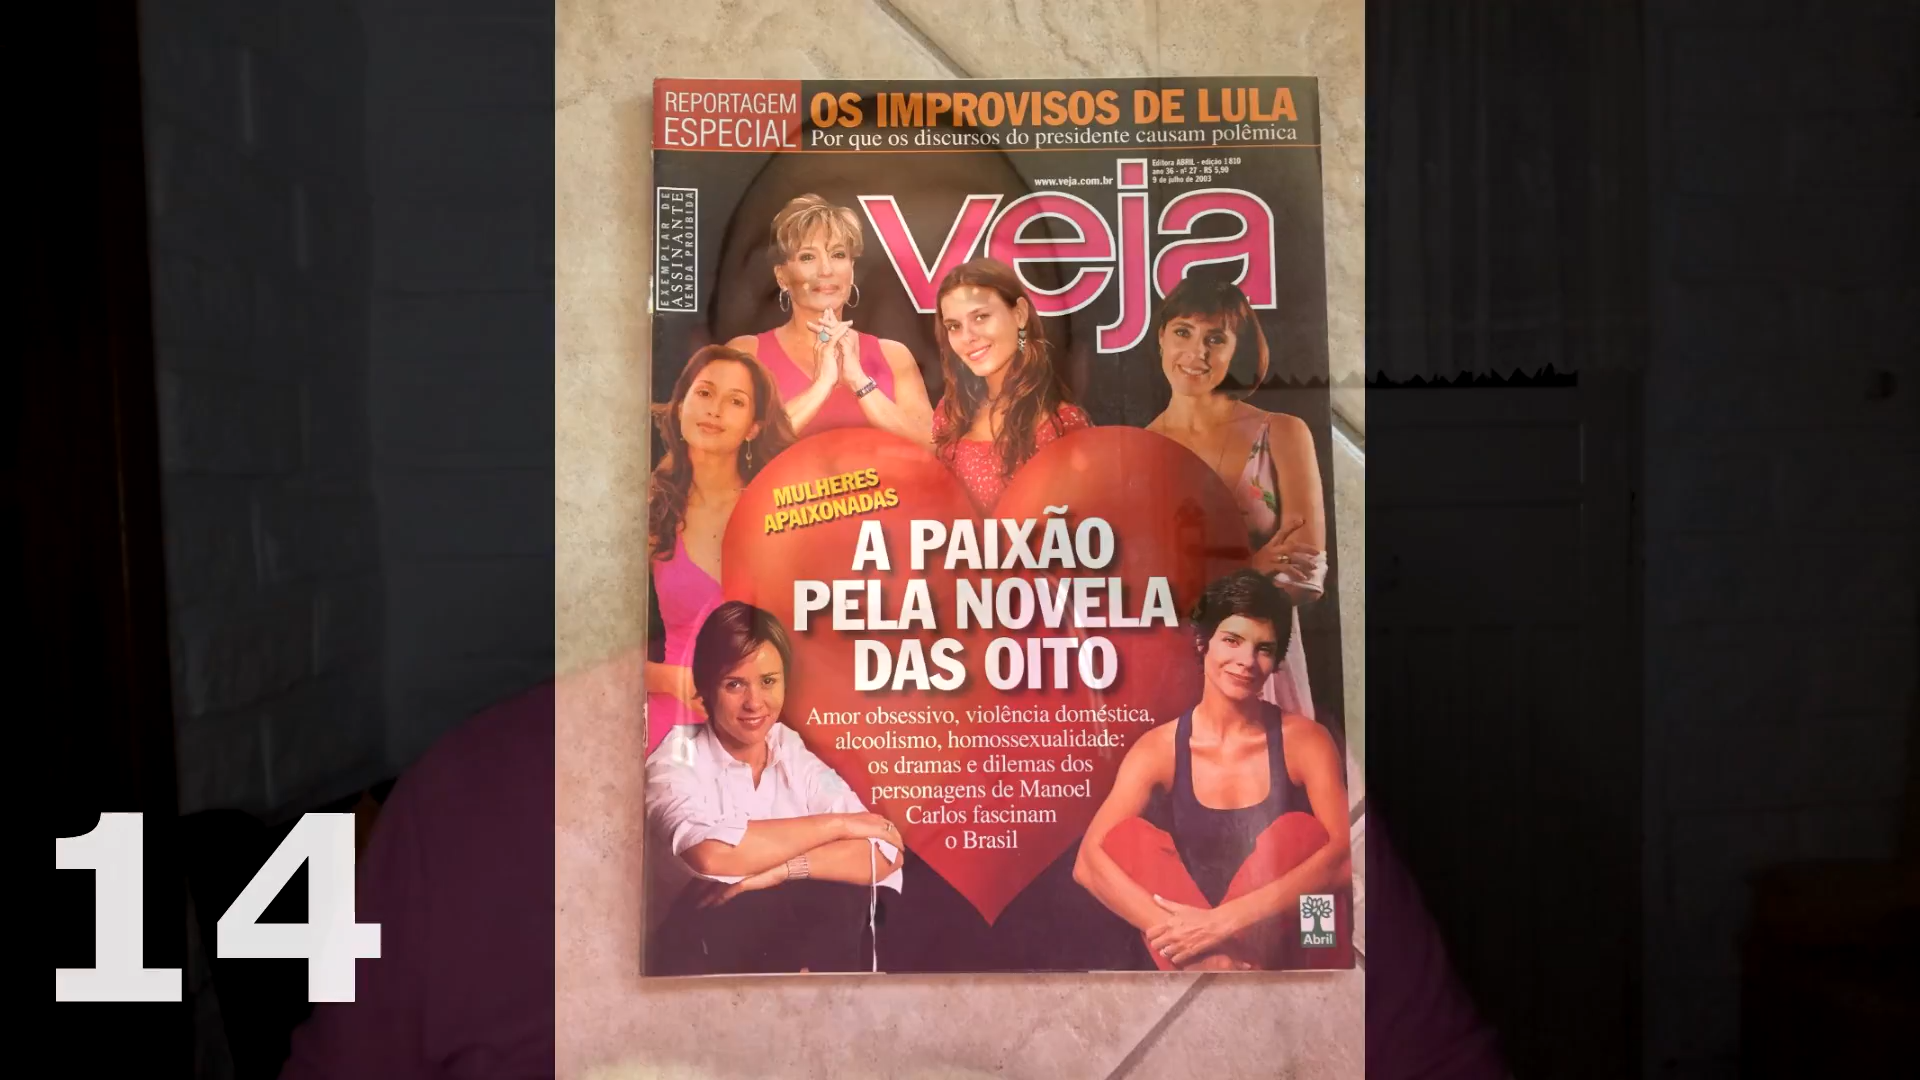 REPORTAGEM
ESPECIAL
OS IMPROVISOS DE LULA
Por que os discursos do presidente causam polêmica
www.veja.com.br
Editora ABRIL - edição 1 810
ano 36 - nº 27 - R$ 5,90
9 de julho de 2003
veja
EXEMPLAR DE
ASSINANTE
VENDA PROIBIDA
MULHERES
APAIXONADAS
A PAIXÃO
PELA NOVELA
DAS OITO
Amor obsessivo, violência doméstica,
alcoolismo, homossexualidade:
os dramas e dilemas dos
personagens de Manoel
Carlos fascinam
o Brasil
Abril
14